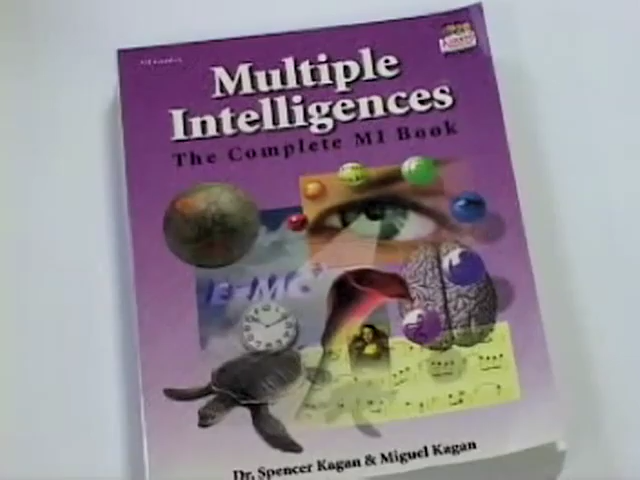 Multiple
Intelligences
The Complete MI Book
E=MC²
Dr. Spencer Kagan & Miguel Kagan